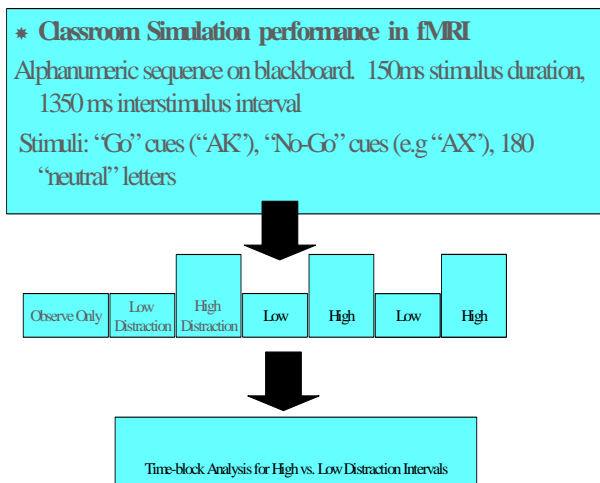 ✷ Classroom Simulation performance in fMRI
Alphanumeric sequence on blackboard. 150ms stimulus duration,
1350 ms interstimulus interval
Stimuli: “Go” cues (“AK”), “No-Go” cues (e.g “AX”), 180
“neutral” letters
Observe Only
Low
Distraction
High
Distraction
Low
High
Low
High
Time-block Analysis for High vs. Low Distraction Intervals